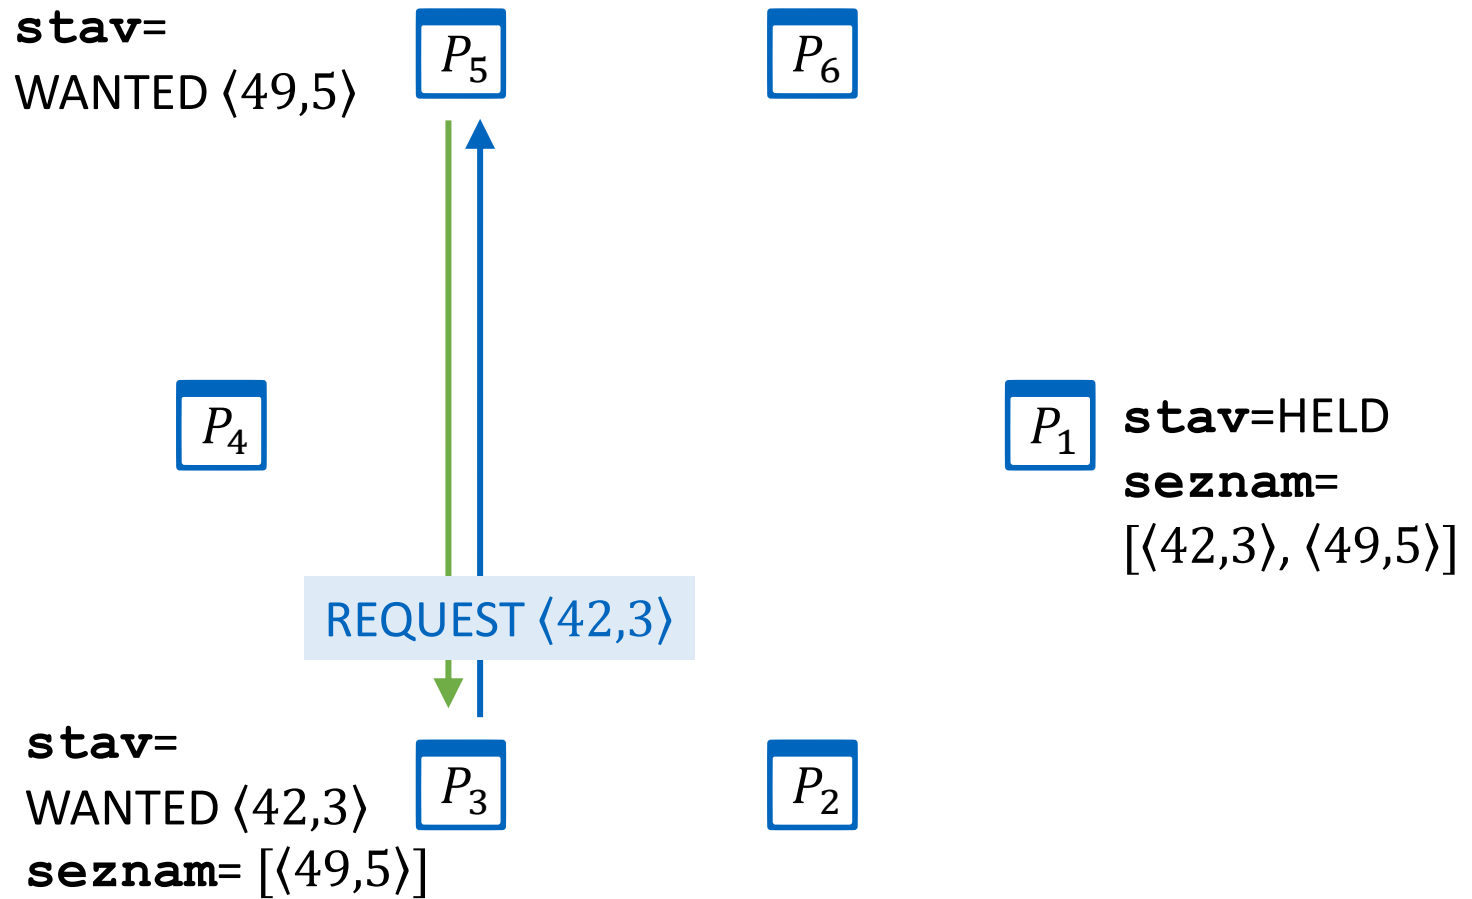 stav=
WANTED ⟨49,5⟩
P₅
P₆
P₄
P₁
stav=HELD
seznam=
[⟨42,3⟩, ⟨49,5⟩]
REQUEST ⟨42,3⟩
stav=
WANTED ⟨42,3⟩
seznam= [⟨49,5⟩]
P₃
P₂